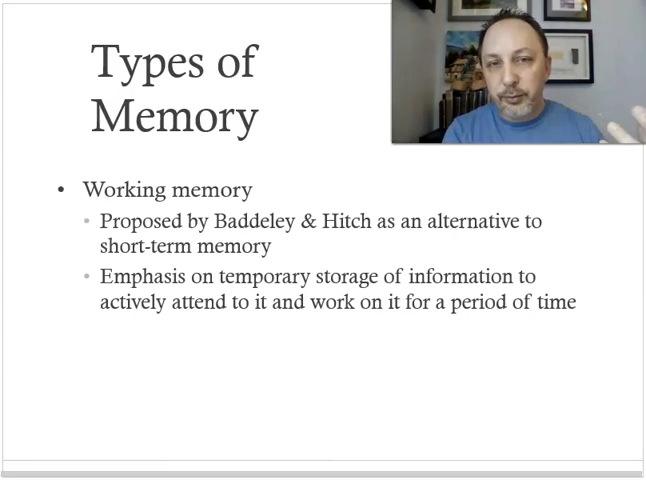 Types of
Memory
• Working memory
• Proposed by Baddeley & Hitch as an alternative to
short-term memory
• Emphasis on temporary storage of information to
actively attend to it and work on it for a period of time